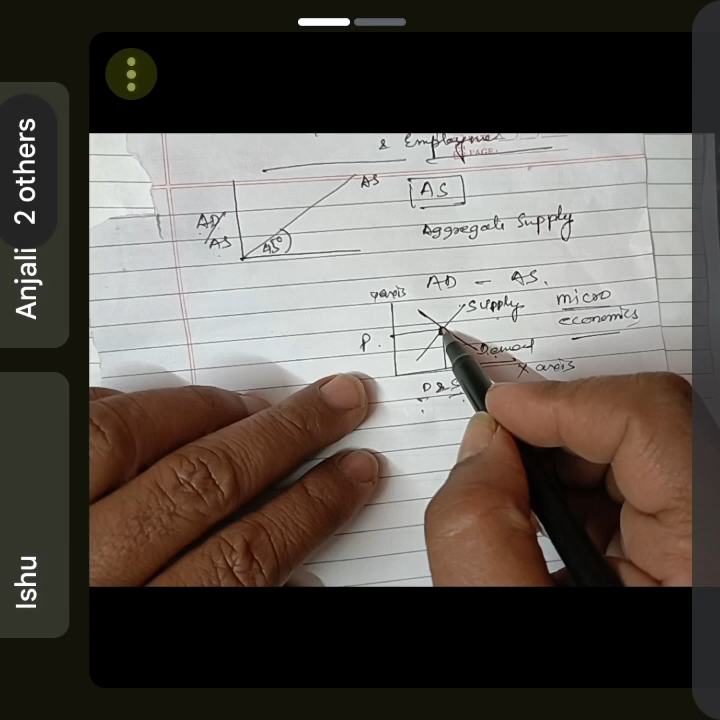 & Employment
PAGE
AS
AS
AD/
AS
45°
Aggregate Supply
AD - AS.
y axis
Supply
micro
economics
P.
Demand
X axis
D & S
Anjali 2 others
Ishu